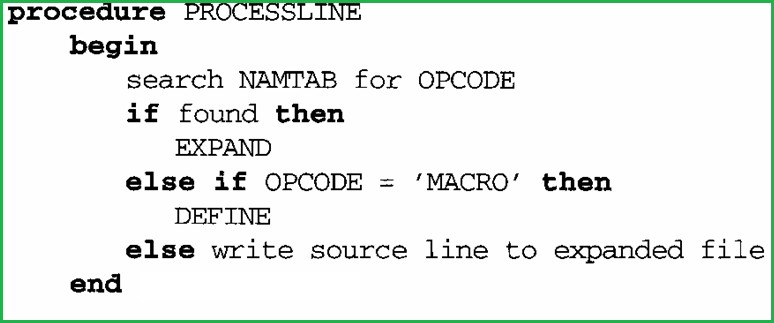 procedure PROCESSLINE
begin
search NAMTAB for OPCODE
if found then
EXPAND
else if OPCODE = 'MACRO' then
DEFINE
else write source line to expanded file
end